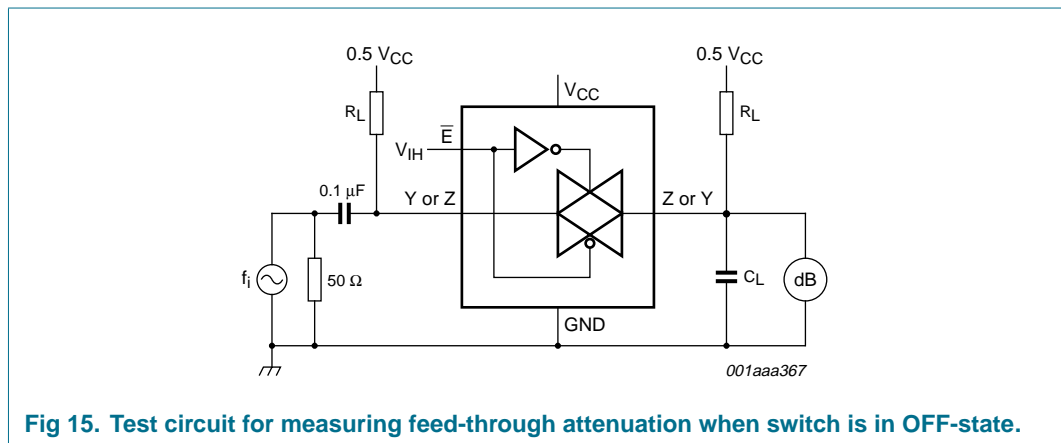 0.5 VCC
0.5 VCC
VCC
RL
RL
E̅
VIH
0.1 μF
Y or Z
Z or Y
fi
50 Ω
CL
dB
GND
001aaa367
Fig 15. Test circuit for measuring feed-through attenuation when switch is in OFF-state.